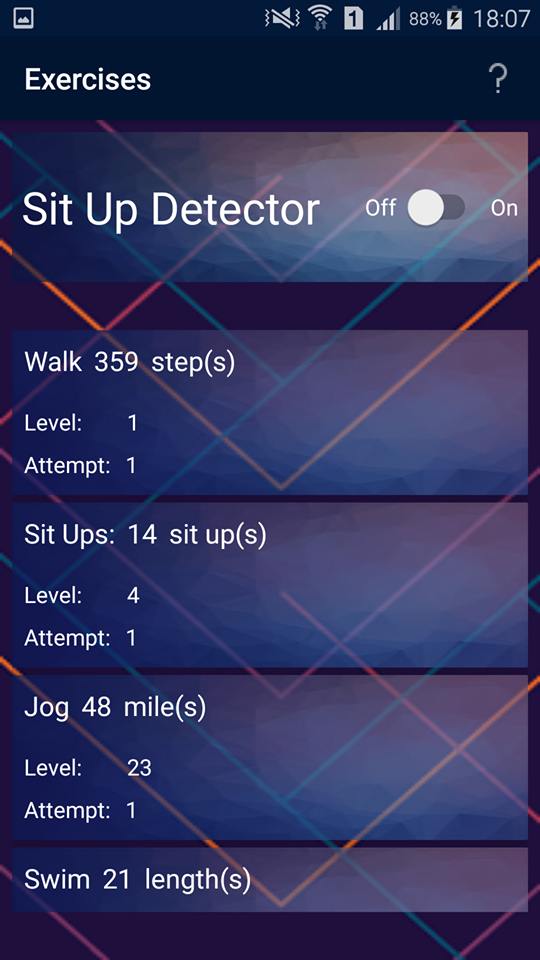 88% 18:07
Exercises ?
Sit Up Detector Off On
Walk 359 step(s)
Level: 1
Attempt: 1
Sit Ups: 14 sit up(s)
Level: 4
Attempt: 1
Jog 48 mile(s)
Level: 23
Attempt: 1
Swim 21 length(s)